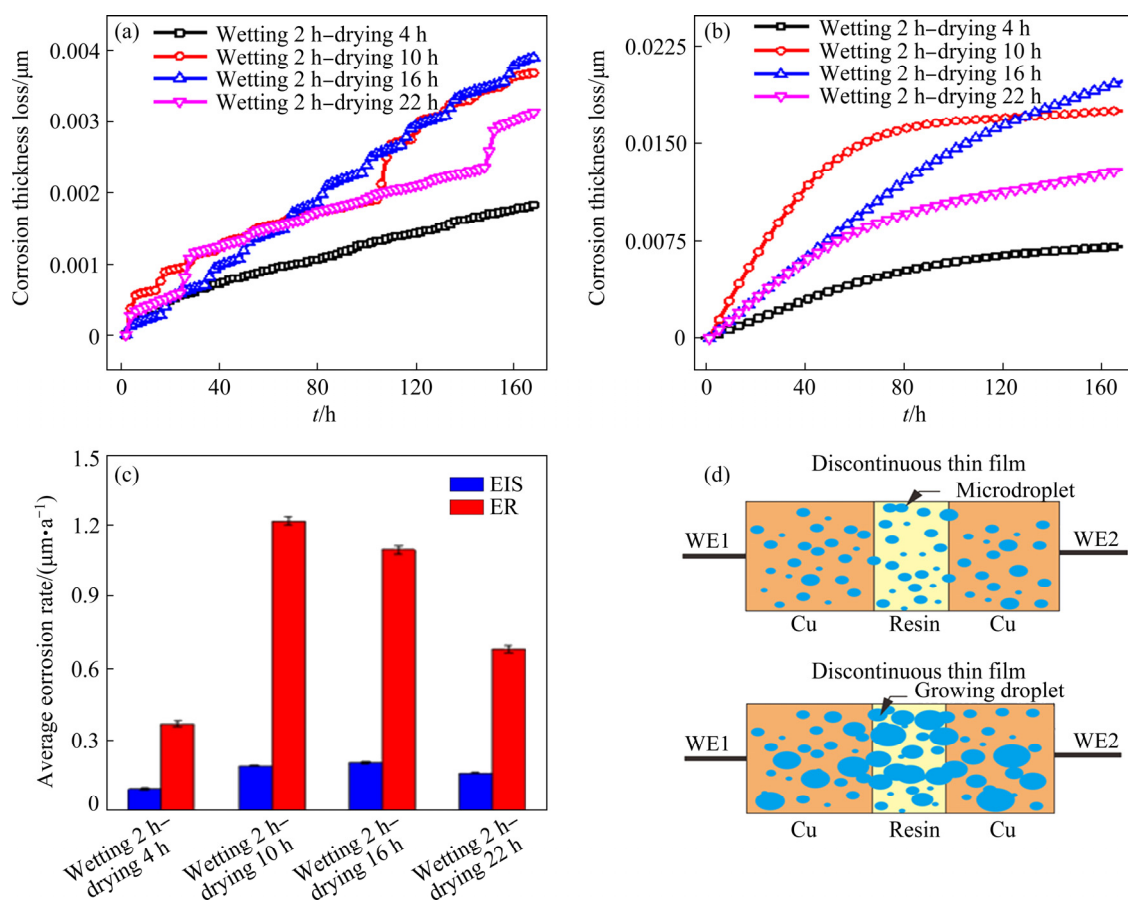 (a)
Wetting 2 h–drying 4 h
Wetting 2 h–drying 10 h
Wetting 2 h–drying 16 h
Wetting 2 h–drying 22 h
Corrosion thickness loss/μm
0.004
0.003
0.002
0.001
0
0 40 80 120 160
t/h
(b)
Wetting 2 h–drying 4 h
Wetting 2 h–drying 10 h
Wetting 2 h–drying 16 h
Wetting 2 h–drying 22 h
Corrosion thickness loss/μm
0.0225
0.0150
0.0075
0
0 40 80 120 160
t/h
(c)
EIS
ER
Average corrosion rate/(μm•a⁻¹)
1.5
1.2
0.9
0.6
0.3
0
Wetting 2 h–
drying 4 h
Wetting 2 h–
drying 10 h
Wetting 2 h–
drying 16 h
Wetting 2 h–
drying 22 h
(d)
Discontinuous thin film
Microdroplet
WE1
WE2
Cu Resin Cu
Discontinuous thin film
Growing droplet
WE1
WE2
Cu Resin Cu